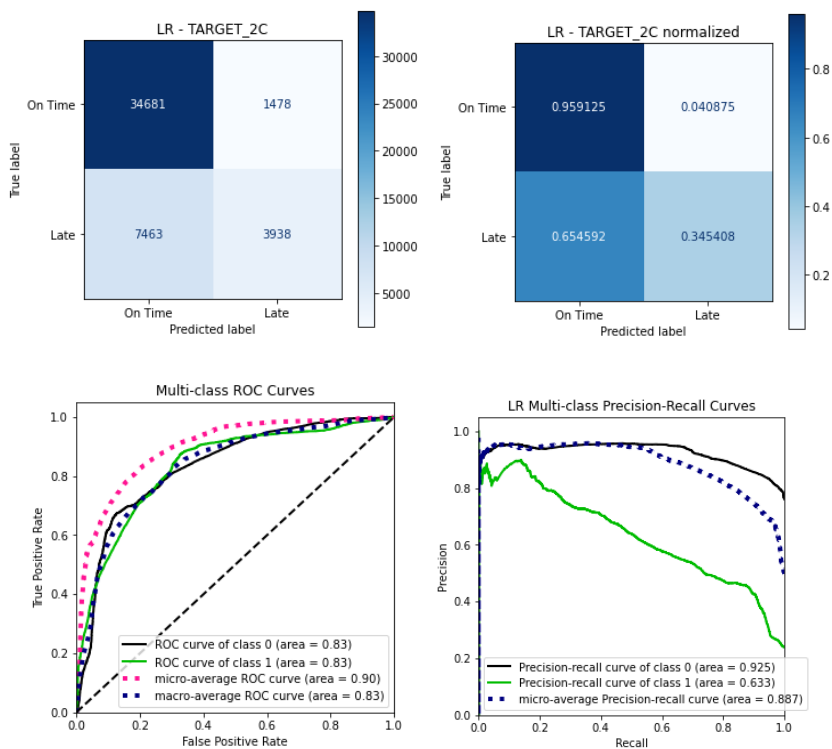 LR - TARGET_2C
On Time
Late
True label
34681
1478
7463
3938
On Time
Late
Predicted label
30000
25000
20000
15000
10000
5000
LR - TARGET_2C normalized
On Time
Late
True label
0.959125
0.040875
0.654592
0.345408
On Time
Late
Predicted label
0.8
0.6
0.4
0.2
Multi-class ROC Curves
1.0
0.8
0.6
0.4
0.2
0.0
True Positive Rate
ROC curve of class 0 (area = 0.83)
ROC curve of class 1 (area = 0.83)
micro-average ROC curve (area = 0.90)
macro-average ROC curve (area = 0.83)
0.0
0.2
0.4
0.6
0.8
1.0
False Positive Rate
LR Multi-class Precision-Recall Curves
1.0
0.8
0.6
0.4
0.2
0.0
Precision
Precision-recall curve of class 0 (area = 0.925)
Precision-recall curve of class 1 (area = 0.633)
micro-average Precision-recall curve (area = 0.887)
0.0
0.2
0.4
0.6
0.8
1.0
Recall